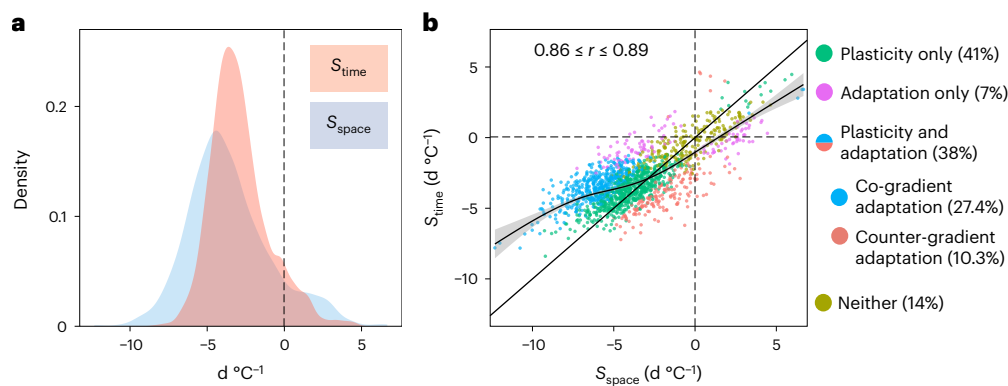 a
S_time
S_space
Density
0.2
0.1
0
−10
−5
0
5
d °C⁻¹
b
0.86 ≤ r ≤ 0.89
S_time (d °C⁻¹)
5
0
−5
−10
−10
−5
0
5
S_space (d °C⁻¹)
Plasticity only (41%)
Adaptation only (7%)
Plasticity and
adaptation (38%)
Co-gradient
adaptation (27.4%)
Counter-gradient
adaptation (10.3%)
Neither (14%)